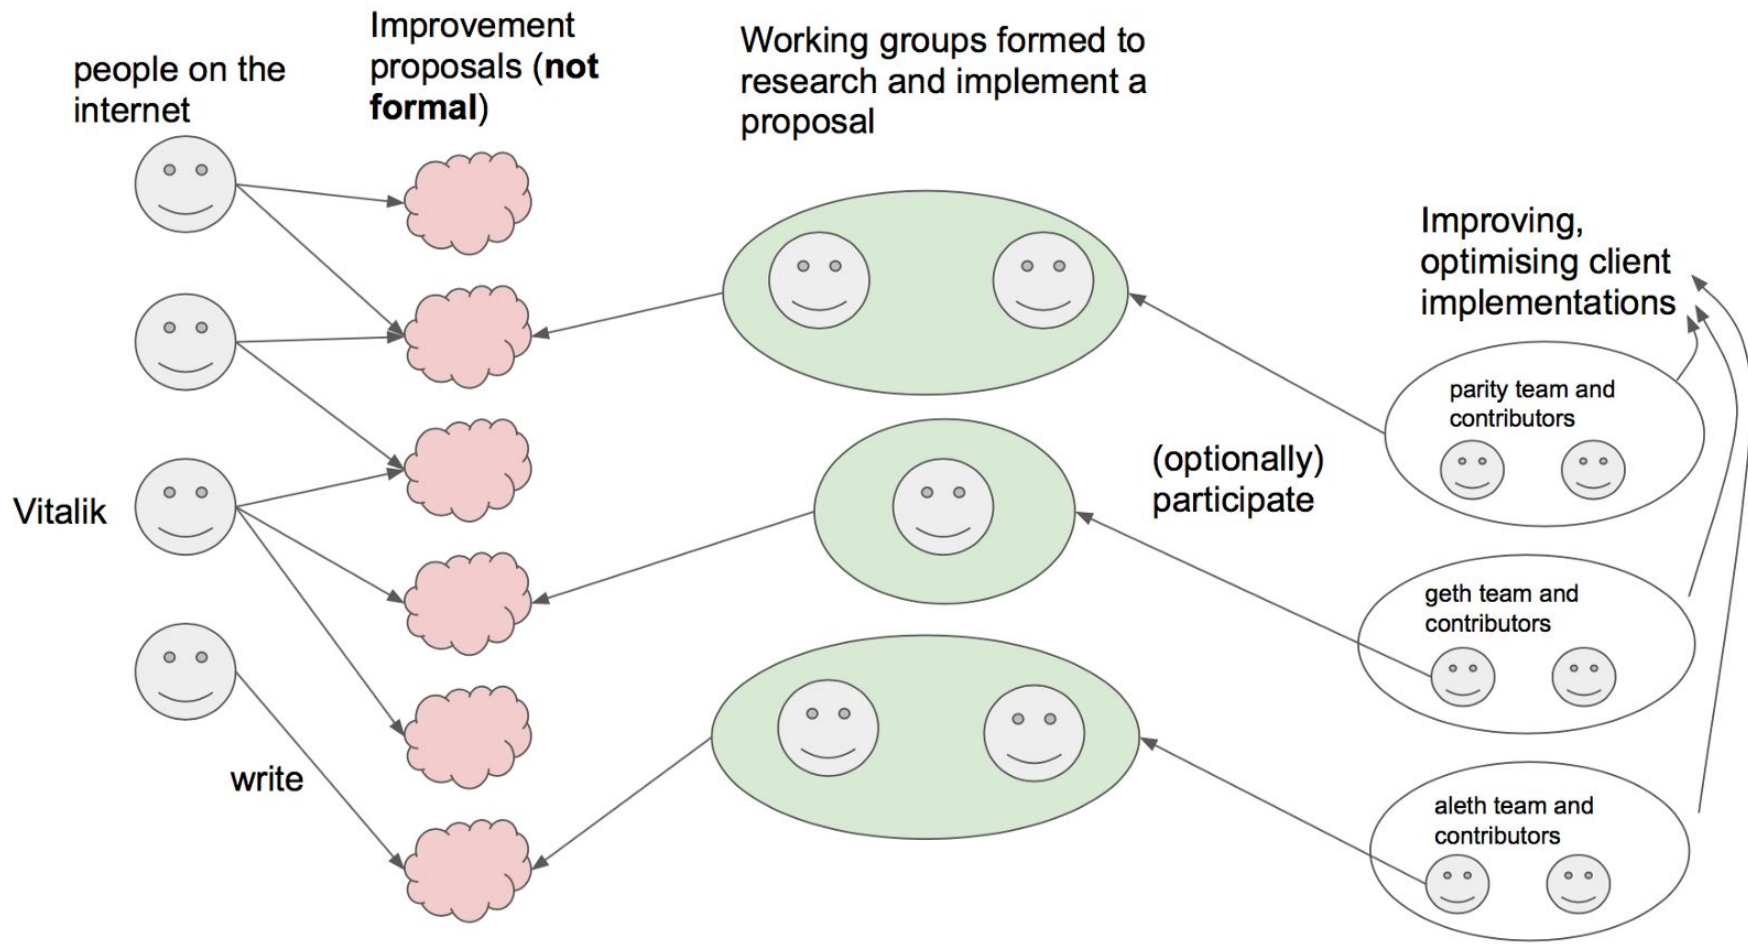 people on the
internet
Improvement
proposals (not
formal)
Working groups formed to
research and implement a
proposal
Improving,
optimising client
implementations
parity team and
contributors
(optionally)
participate
Vitalik
geth team and
contributors
write
aleth team and
contributors